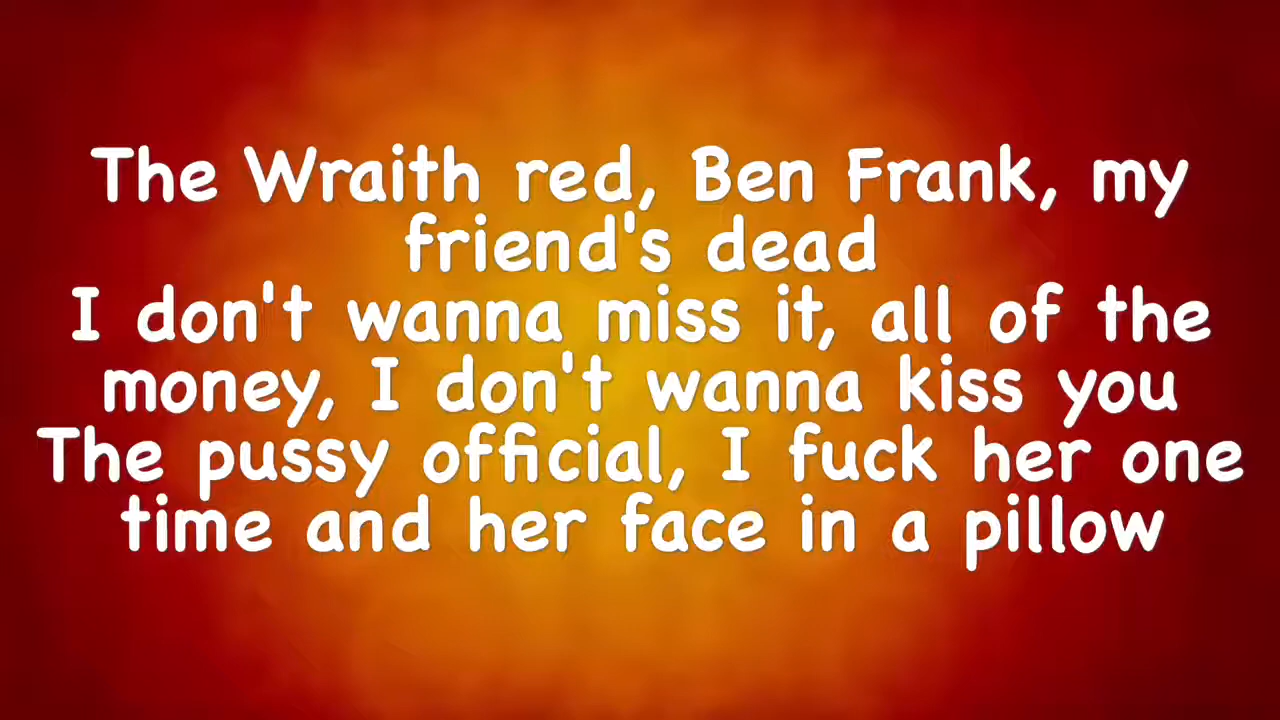 The Wraith red, Ben Frank, my
friend's dead
I don't wanna miss it, all of the
money, I don't wanna kiss you
The pussy official, I fuck her one
time and her face in a pillow